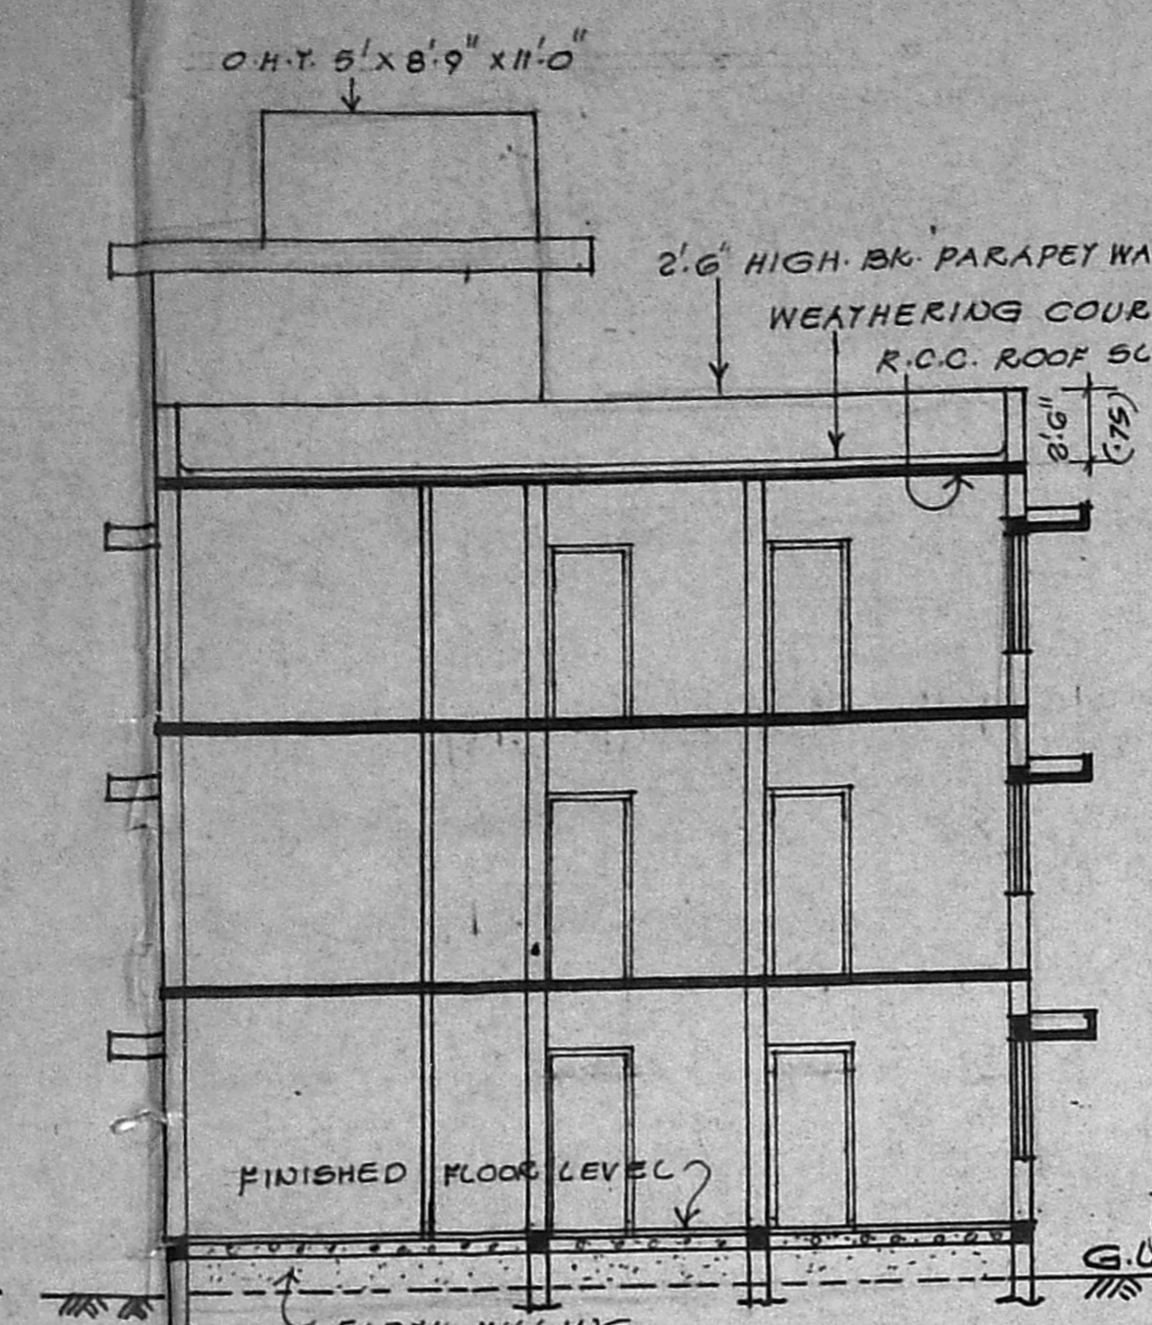 O.H.T. 5' X 8'.9" X 11'.0"
2'.6" HIGH. BK. PARAPET WA
WEATHERING COUR
R.C.C. ROOF SL
2'.6"
(SL.)
FINISHED FLOOR LEVEL
G.L